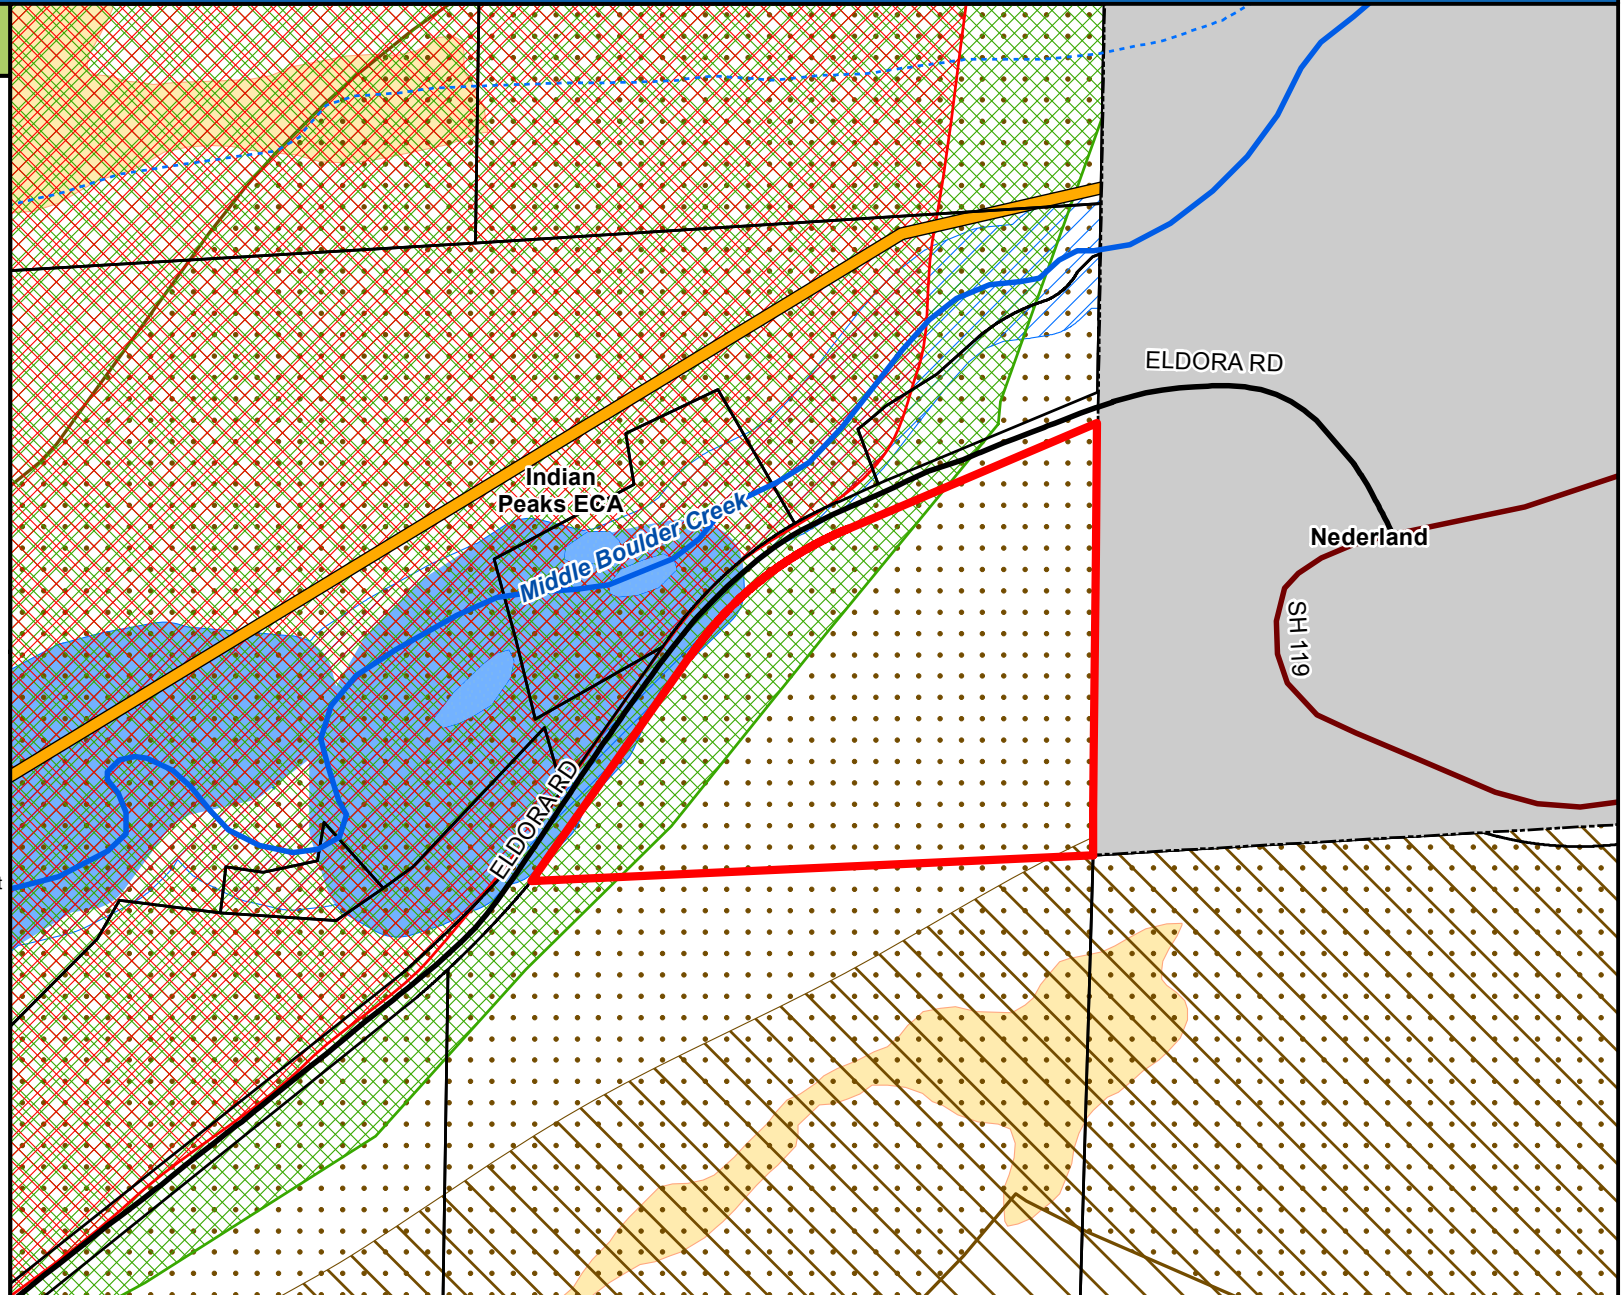 ELDORA RD
Indian
Peaks ECA
Middle Boulder Creek
Nederland
SH 119
ELDORA RD